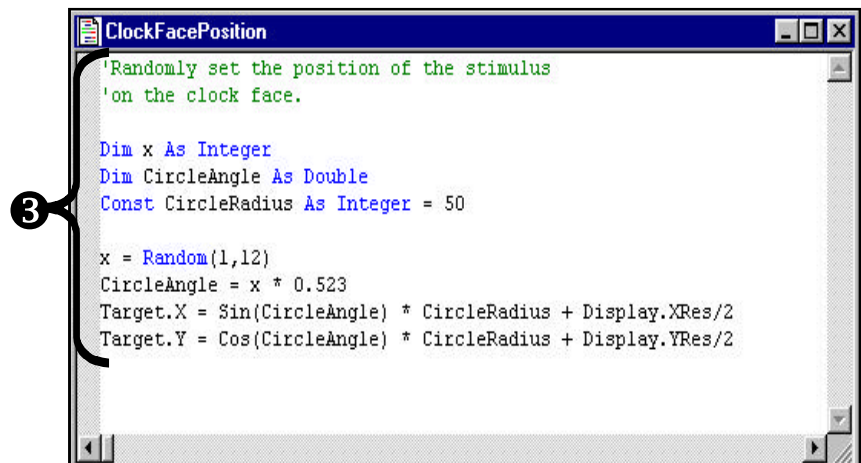 ClockFacePosition
'Randomly set the position of the stimulus
'on the clock face.
Dim x As Integer
Dim CircleAngle As Double
Const CircleRadius As Integer = 50
❸
x = Random(1,12)
CircleAngle = x * 0.523
Target.X = Sin(CircleAngle) * CircleRadius + Display.XRes/2
Target.Y = Cos(CircleAngle) * CircleRadius + Display.YRes/2